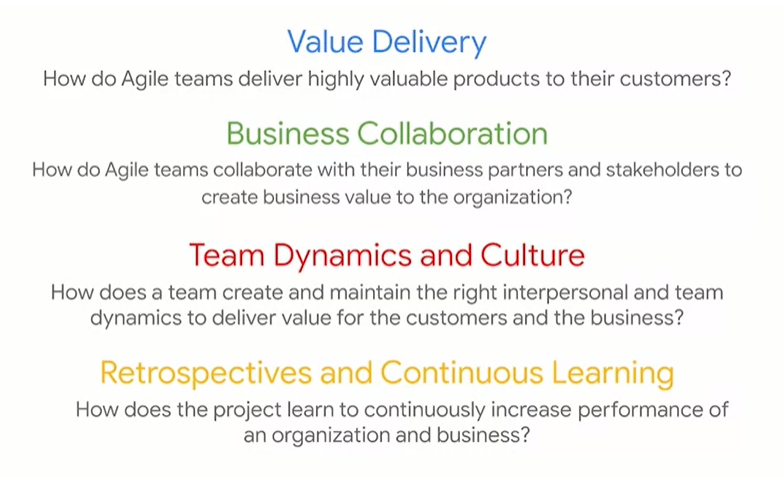 Value Delivery
How do Agile teams deliver highly valuable products to their customers?
Business Collaboration
How do Agile teams collaborate with their business partners and stakeholders to
create business value to the organization?
Team Dynamics and Culture
How does a team create and maintain the right interpersonal and team
dynamics to deliver value for the customers and the business?
Retrospectives and Continuous Learning
How does the project learn to continuously increase performance of
an organization and business?